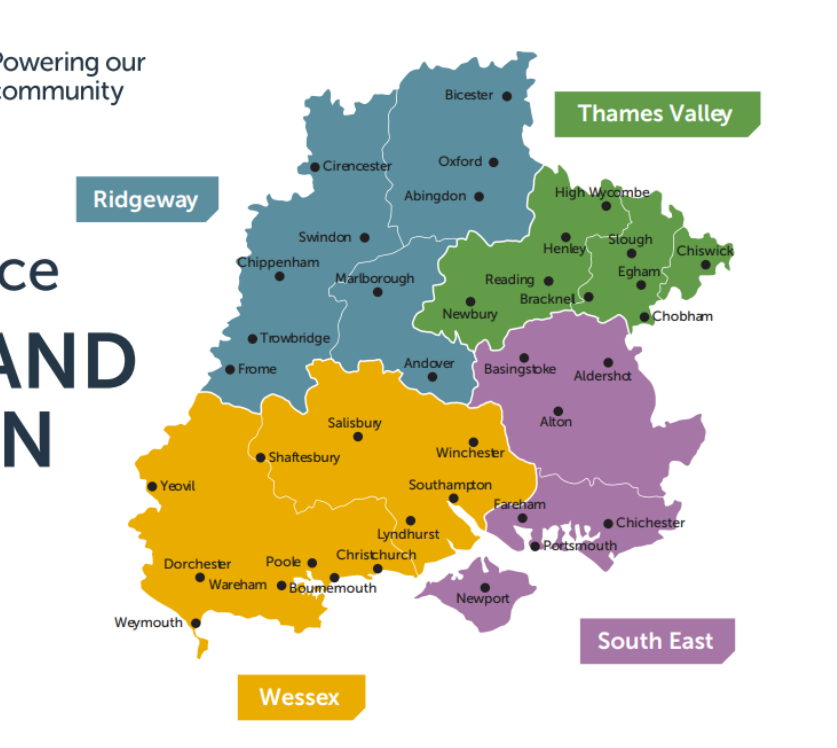 Powering our
community
Thames Valley
Ridgeway
ce
AND
N
Bicester
Cirencester
Oxford
Abingdon
High Wycombe
Swindon
Henley
Slough
Chiswick
Chippenham
Marlborough
Reading
Egham
Bracknell
Newbury
Chobham
Trowbridge
Frome
Andover
Basingstoke
Aldershot
Alton
Salisbury
Shaftesbury
Winchester
Yeovil
Southampton
Fareham
Lyndhurst
Chichester
Portsmouth
Dorchester
Poole
Christchurch
Wareham
Bournemouth
Newport
Weymouth
South East
Wessex